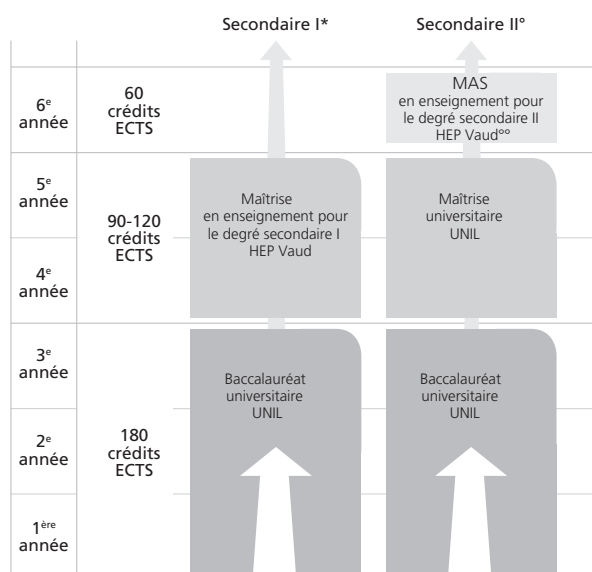 Secondaire I*
Secondaire II°
6e
année
60
crédits
ECTS
MAS
en enseignement pour
le degré secondaire II
HEP Vaud°°
5e
année
4e
année
90-120
crédits
ECTS
Maîtrise
en enseignement pour
le degré secondaire I
HEP Vaud
Maîtrise
universitaire
UNIL
3e
année
2e
année
1ère
année
180
crédits
ECTS
Baccalauréat
universitaire
UNIL
Baccalauréat
universitaire
UNIL